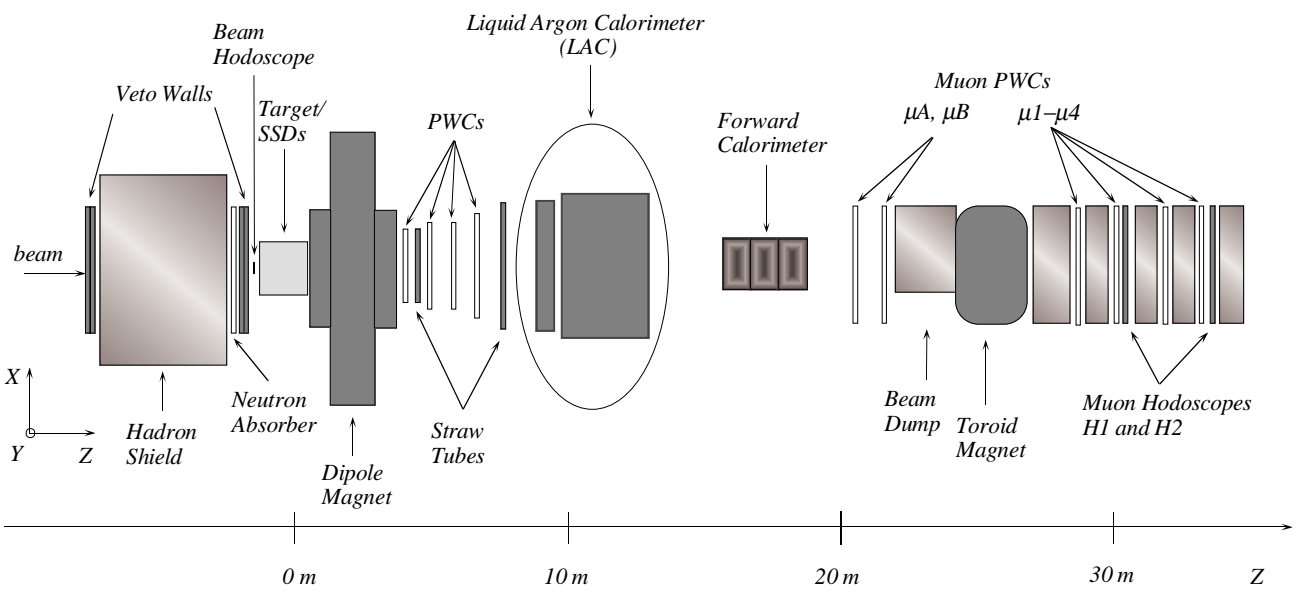 Liquid Argon Calorimeter
(LAC)
Beam
Hodoscope
Veto Walls
Target/
SSDs
PWCs
Forward
Calorimeter
Muon PWCs
μA, μB
μ1–μ4
beam
X
Y
Z
Hadron
Shield
Neutron
Absorber
Dipole
Magnet
Straw
Tubes
Beam
Dump
Toroid
Magnet
Muon Hodoscopes
H1 and H2
0 m
10 m
20 m
30 m
Z